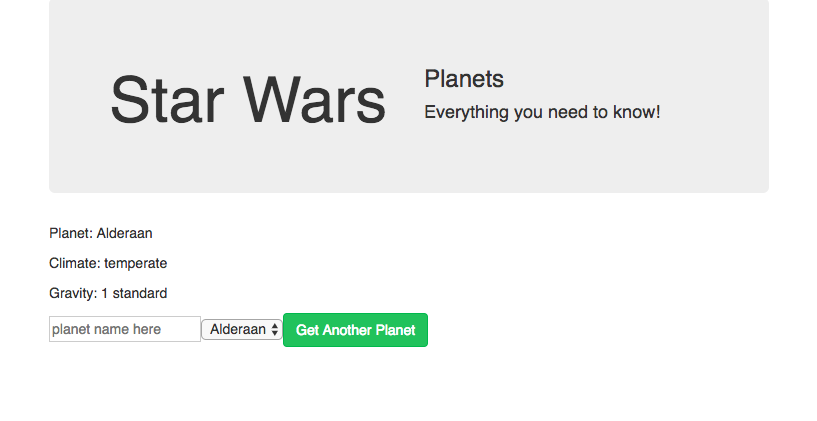 Star Wars
Planets
Everything you need to know!
Planet: Alderaan
Climate: temperate
Gravity: 1 standard
planet name here Alderaan Get Another Planet